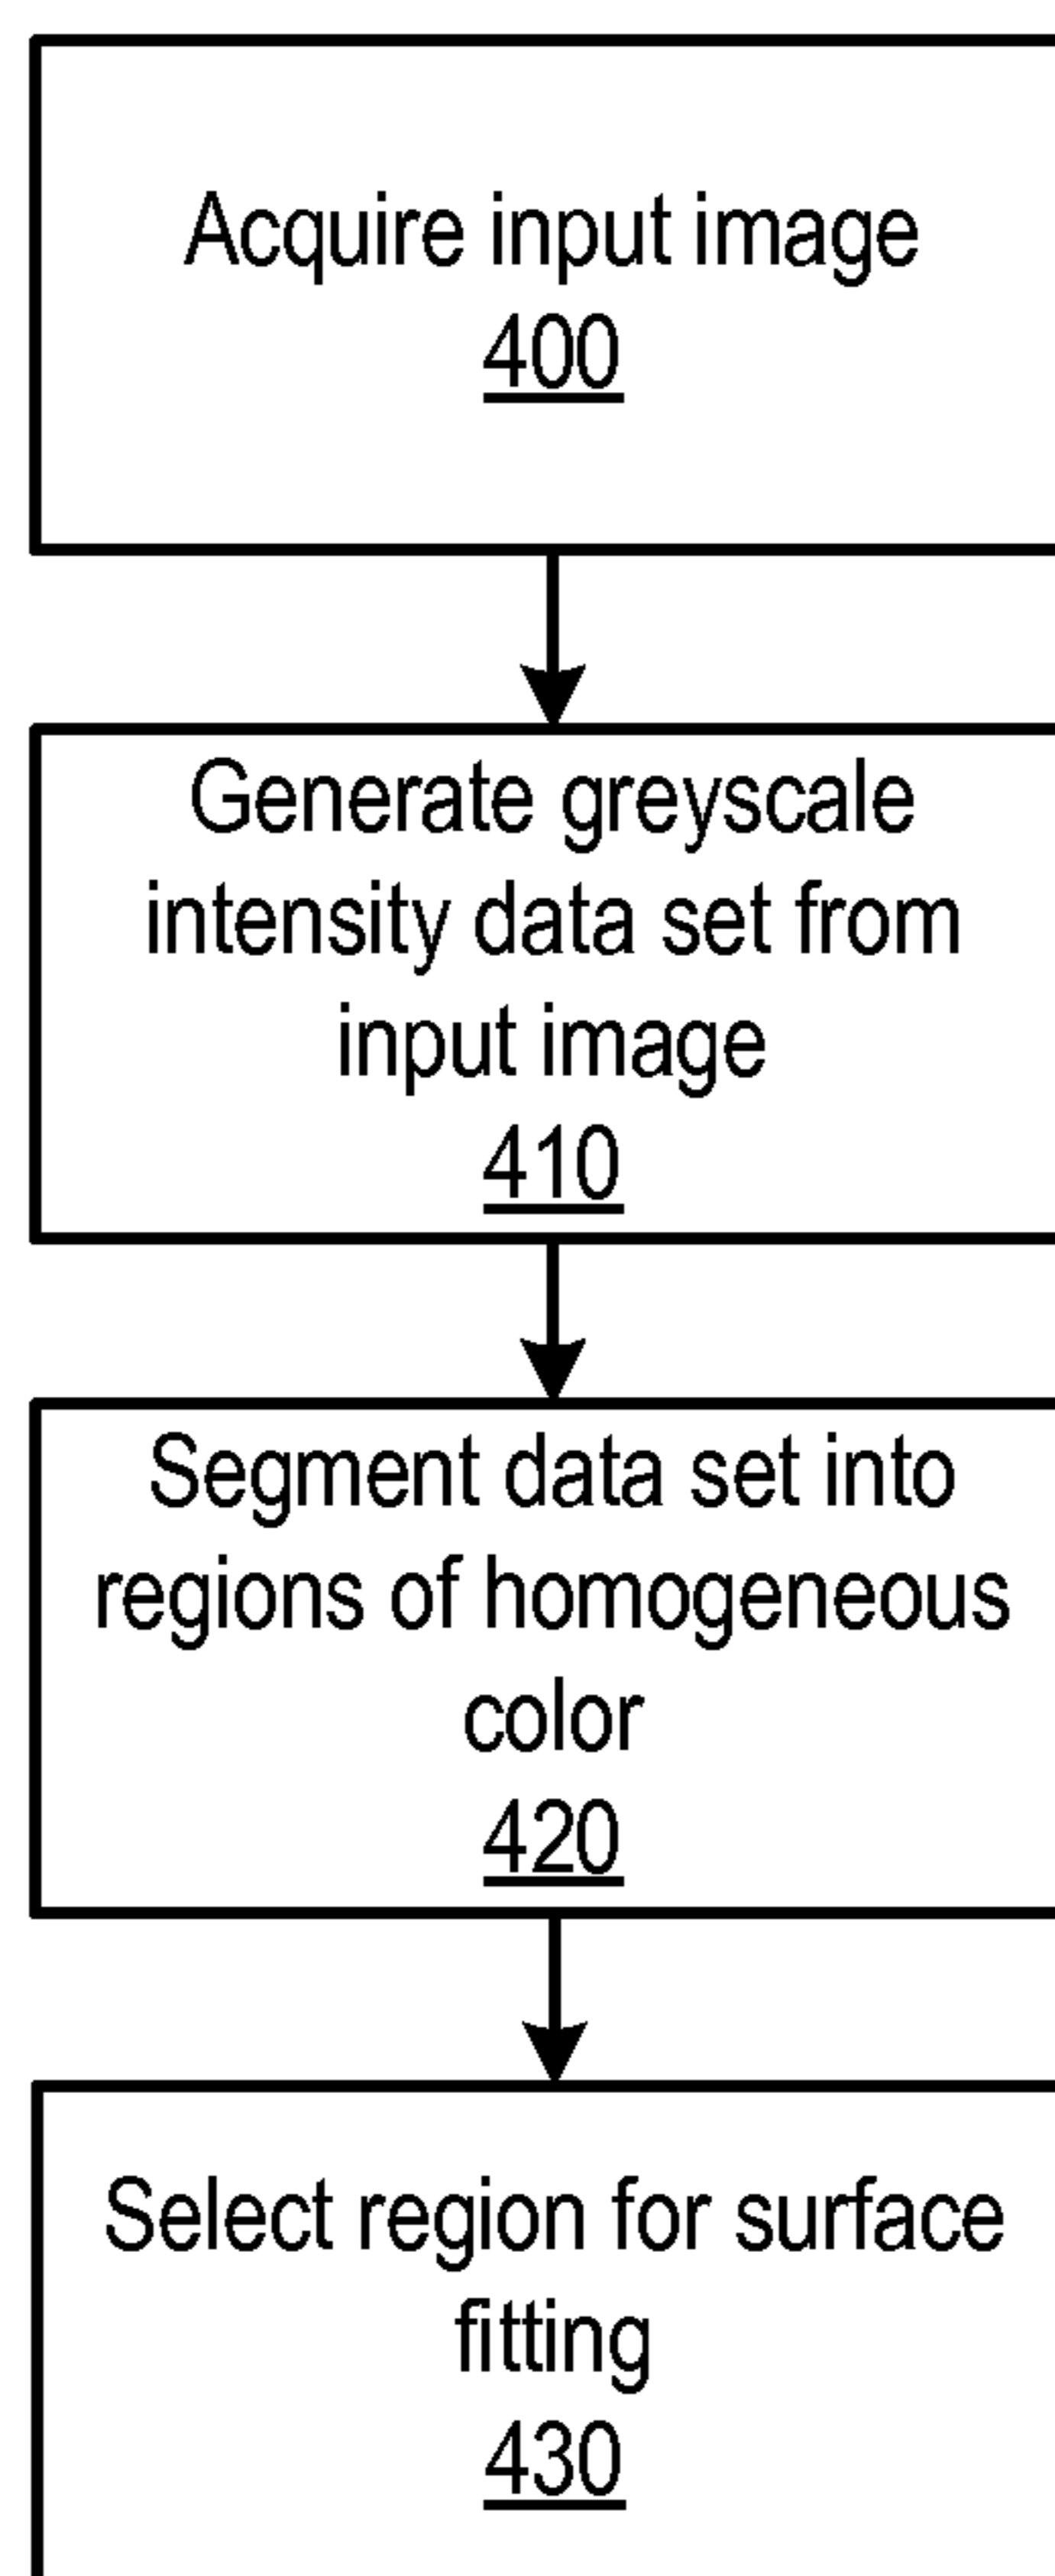 Acquire input image
400
Generate greyscale
intensity data set from
input image
410
Segment data set into
regions of homogeneous
color
420
Select region for surface
fitting
430